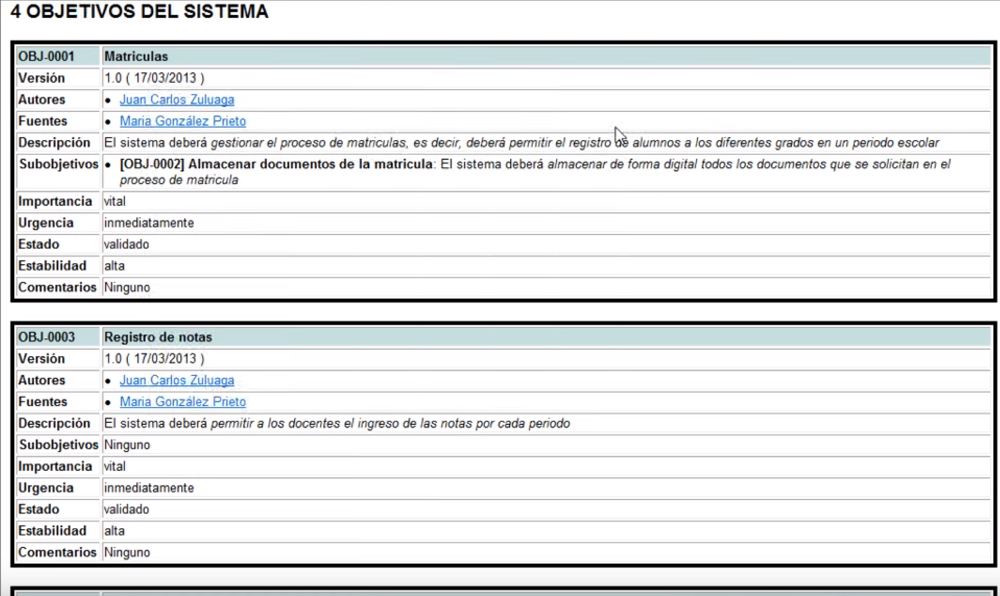 4 OBJETIVOS DEL SISTEMA
OBJ-0001 Matriculas
Versión 1.0 ( 17/03/2013 )
Autores • Juan Carlos Zuluaga
Fuentes • Maria González Prieto
Descripción El sistema deberá gestionar el proceso de matriculas, es decir, deberá permitir el registro de alumnos a los diferentes grados en un periodo escolar
Subobjetivos • [OBJ-0002] Almacenar documentos de la matricula: El sistema deberá almacenar de forma digital todos los documentos que se solicitan en el
proceso de matricula
Importancia vital
Urgencia inmediatamente
Estado validado
Estabilidad alta
Comentarios Ninguno
OBJ-0003 Registro de notas
Versión 1.0 ( 17/03/2013 )
Autores • Juan Carlos Zuluaga
Fuentes • Maria González Prieto
Descripción El sistema deberá permitir a los docentes el ingreso de las notas por cada periodo
Subobjetivos Ninguno
Importancia vital
Urgencia inmediatamente
Estado validado
Estabilidad alta
Comentarios Ninguno